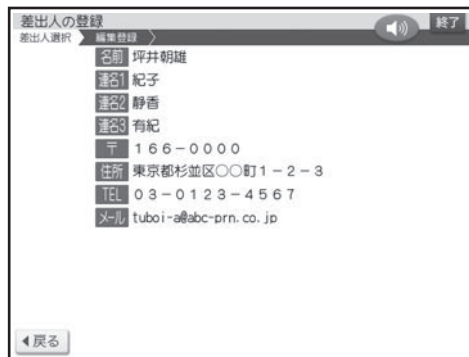 差出人の登録
終了
差出人選択 編集登録
名前 坪井朝雄
連名1 紀子
連名2 静香
連名3 有紀
〒 １６６－００００
住所 東京都杉並区〇〇町１－２－３
TEL ０３－０１２３－４５６７
メール tuboi-a@abc-prn.co.jp
◀戻る